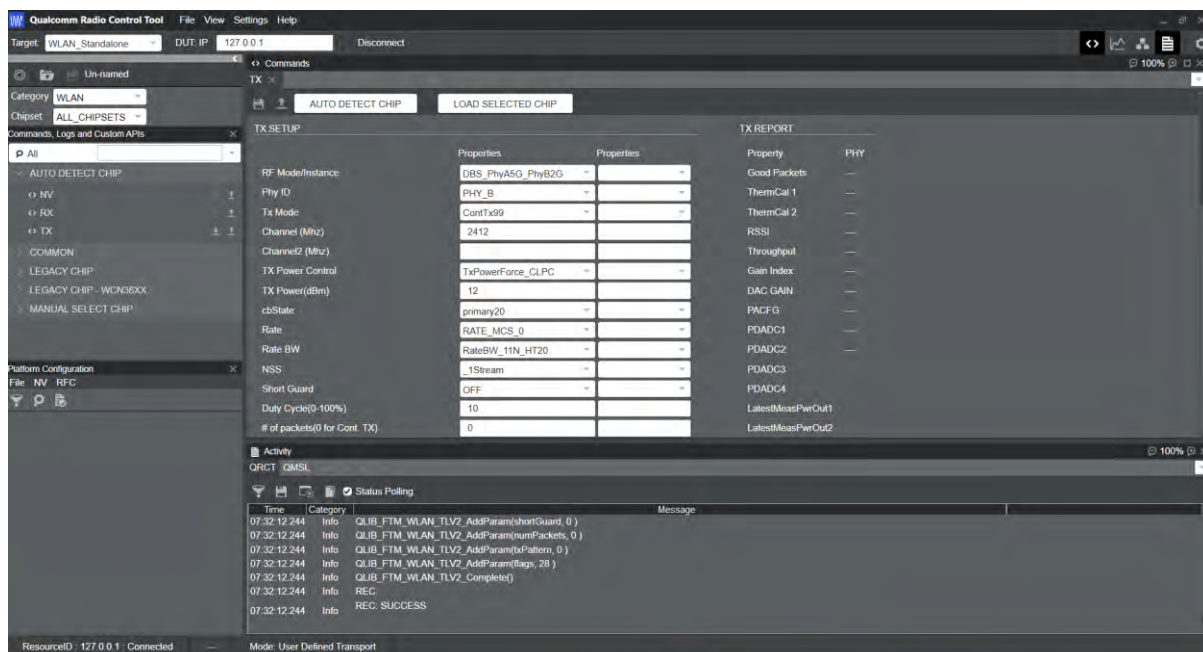 Qualcomm Radio Control Tool File View Settings Help
Target: WLAN_Standalone DUT: IP 127.0.0.1 Disconnect
Un-named
Category WLAN
Chipset ALL_CHIPSETS
Commands, Logs and Custom APIs
All
AUTO DETECT CHIP
NV
RX
TX
COMMON
LEGACY CHIP
LEGACY CHIP - WCN36XX
MANUAL SELECT CHIP
Platform Configuration
File NV RFC
Commands 100%
TX
AUTO DETECT CHIP LOAD SELECTED CHIP
TX SETUP
Properties Properties
RF Mode/Instance DBS_PhyA5G_PhyB2G
Phy ID PHY_B
Tx Mode ContTx99
Channel (Mhz) 2412
Channel2 (Mhz)
TX Power Control TxPowerForce_CLPC
TX Power(dBm) 12
cbState primary20
Rate RATE_MCS_0
Rate BW RateBW_11N_HT20
NSS _1Stream
Short Guard OFF
Duty Cycle(0-100%) 10
# of packets(0 for Cont. TX) 0
TX REPORT
Property PHY
Good Packets —
ThermCal 1 —
ThermCal 2 —
RSSI —
Throughput —
Gain Index —
DAC GAIN —
PACFG —
PDADC1 —
PDADC2 —
PDADC3
PDADC4
LatestMeasPwrOut1
LatestMeasPwrOut2
Activity 100%
QRCT QMSL
Status Polling
Time Category Message
07:32:12.244 Info QLIB_FTM_WLAN_TLV2_AddParam(shortGuard, 0 )
07:32:12.244 Info QLIB_FTM_WLAN_TLV2_AddParam(numPackets, 0 )
07:32:12.244 Info QLIB_FTM_WLAN_TLV2_AddParam(txPattern, 0 )
07:32:12.244 Info QLIB_FTM_WLAN_TLV2_AddParam(flags, 28 )
07:32:12.244 Info QLIB_FTM_WLAN_TLV2_Complete()
07:32:12.244 Info REC:
07:32:12.244 Info REC: SUCCESS
ResourceID : 127.0.0.1 : Connected — Mode: User Defined Transport